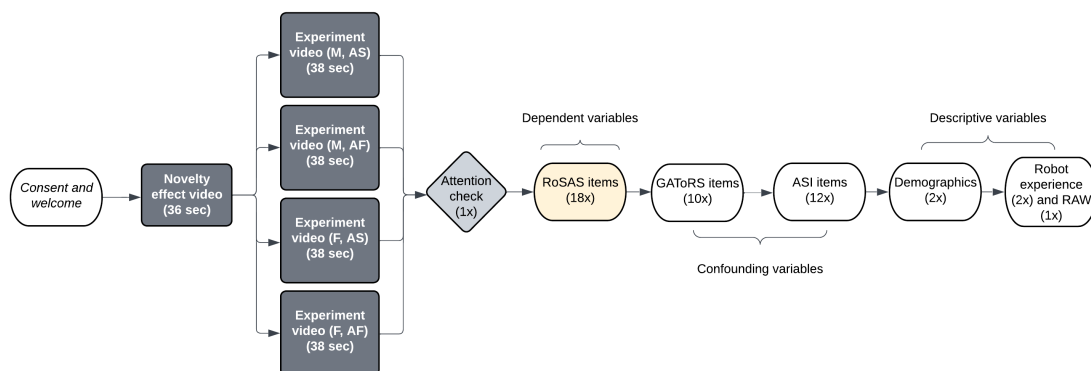 Consent and
welcome
Novelty
effect video
(36 sec)
Experiment
video (M, AS)
(38 sec)
Experiment
video (M, AF)
(38 sec)
Experiment
video (F, AS)
(38 sec)
Experiment
video (F, AF)
(38 sec)
Attention
check
(1x)
Dependent variables
RoSAS items
(18x)
GAToRS items
(10x)
ASI items
(12x)
Confounding variables
Descriptive variables
Demographics
(2x)
Robot
experience
(2x) and RAW
(1x)